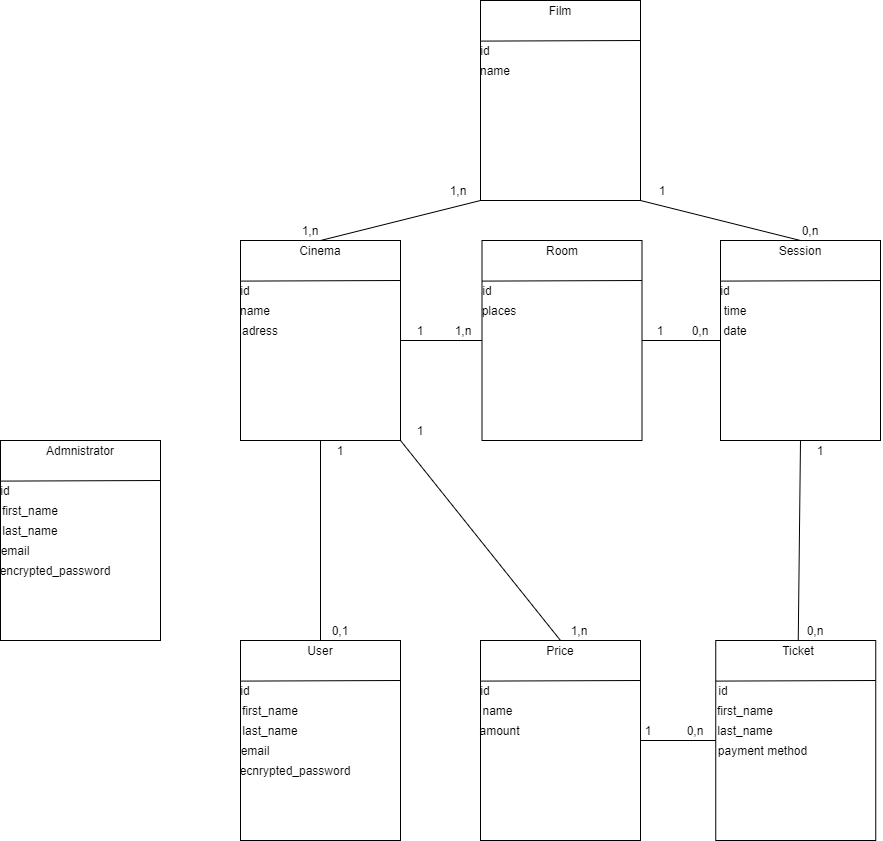 Film
id
name
1,n
1
1,n
0,n
Cinema
id
name
adress
Room
id
places
Session
id
time
date
1
1,n
1
0,n
1
1
1
Admnistrator
id
first_name
last_name
email
encrypted_password
0,1
1,n
0,n
User
id
first_name
last_name
email
ecnrypted_password
Price
id
name
amount
1
0,n
Ticket
id
first_name
last_name
payment method